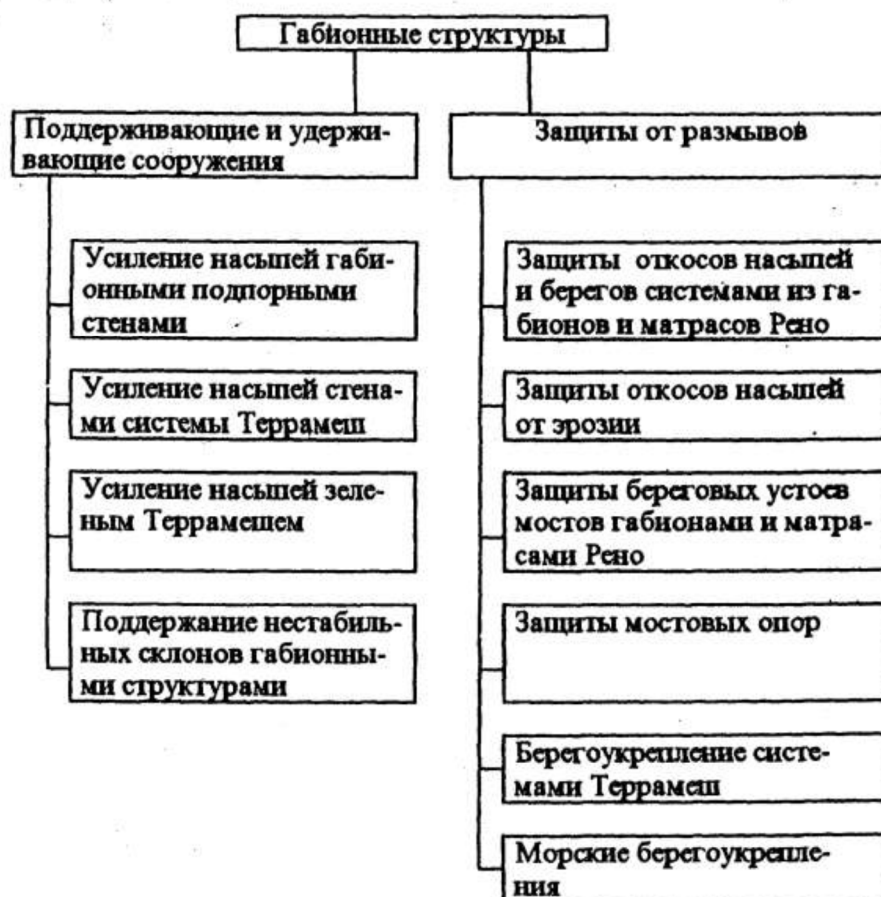 Габионные структуры
Поддерживающие и удержи-
вающие сооружения
Усиление насыпей габи-
онными подпорными
стенами
Усиление насыпей стена-
ми системы Террамеш
Усиление насыпей зеле-
ным Террамешем
Поддержание нестабиль-
ных склонов габионны-
ми структурами
Защиты от размывов
Защиты откосов насыпей
и берегов системами из га-
бионов и матрасов Рено
Защиты откосов насыпей
от эрозии
Защиты береговых устоев
мостов габионами и матра-
сами Рено
Защиты мостовых опор
Берегоукрепление систе-
мами Террамеш
Морские берегоукрепле-
ния